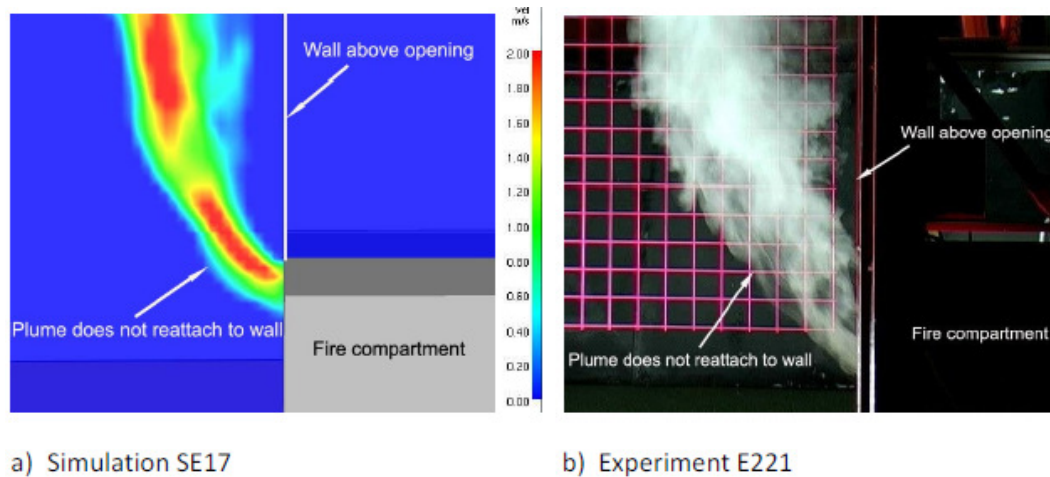 vel
m/s
Wall above opening
2.00
1.80
1.60
1.40
1.20
1.00
0.80
0.60
0.40
0.20
0.00
Plume does not reattach to wall
Fire compartment
Wall above opening
Plume does not reattach to wall
Fire compartment
a) Simulation SE17
b) Experiment E221